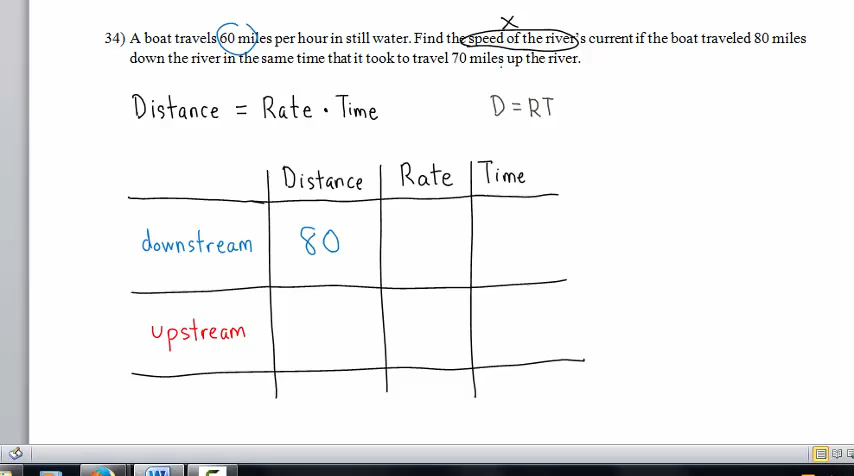 x
34) A boat travels 60 miles per hour in still water. Find the speed of the river's current if the boat traveled 80 miles
down the river in the same time that it took to travel 70 miles up the river.
Distance = Rate · Time D = RT
Distance Rate Time
downstream 80
upstream